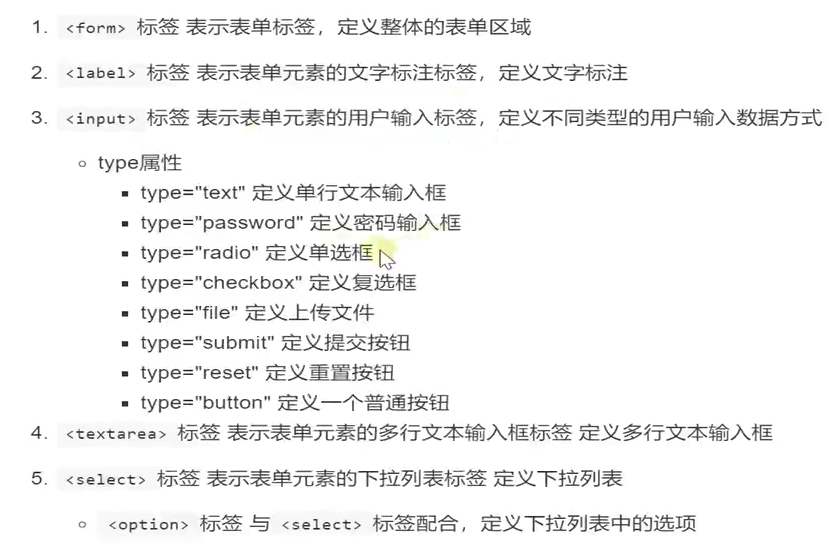 1. <form> 标签 表示表单标签，定义整体的表单区域
2. <label> 标签 表示表单元素的文字标注标签，定义文字标注
3. <input> 标签 表示表单元素的用户输入标签，定义不同类型的用户输入数据方式
type属性
type="text" 定义单行文本输入框
type="password" 定义密码输入框
type="radio" 定义单选框
type="checkbox" 定义复选框
type="file" 定义上传文件
type="submit" 定义提交按钮
type="reset" 定义重置按钮
type="button" 定义一个普通按钮
4. <textarea> 标签 表示表单元素的多行文本输入框标签 定义多行文本输入框
5. <select> 标签 表示表单元素的下拉列表标签 定义下拉列表
<option> 标签 与 <select> 标签配合，定义下拉列表中的选项